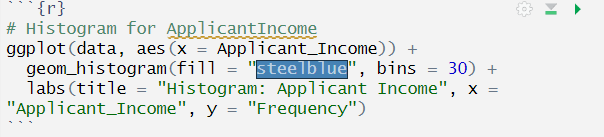 ```{r}
# Histogram for ApplicantIncome
ggplot(data, aes(x = Applicant_Income)) +
  geom_histogram(fill = "steelblue", bins = 30) +
  labs(title = "Histogram: Applicant Income", x =
"Applicant_Income", y = "Frequency")
```